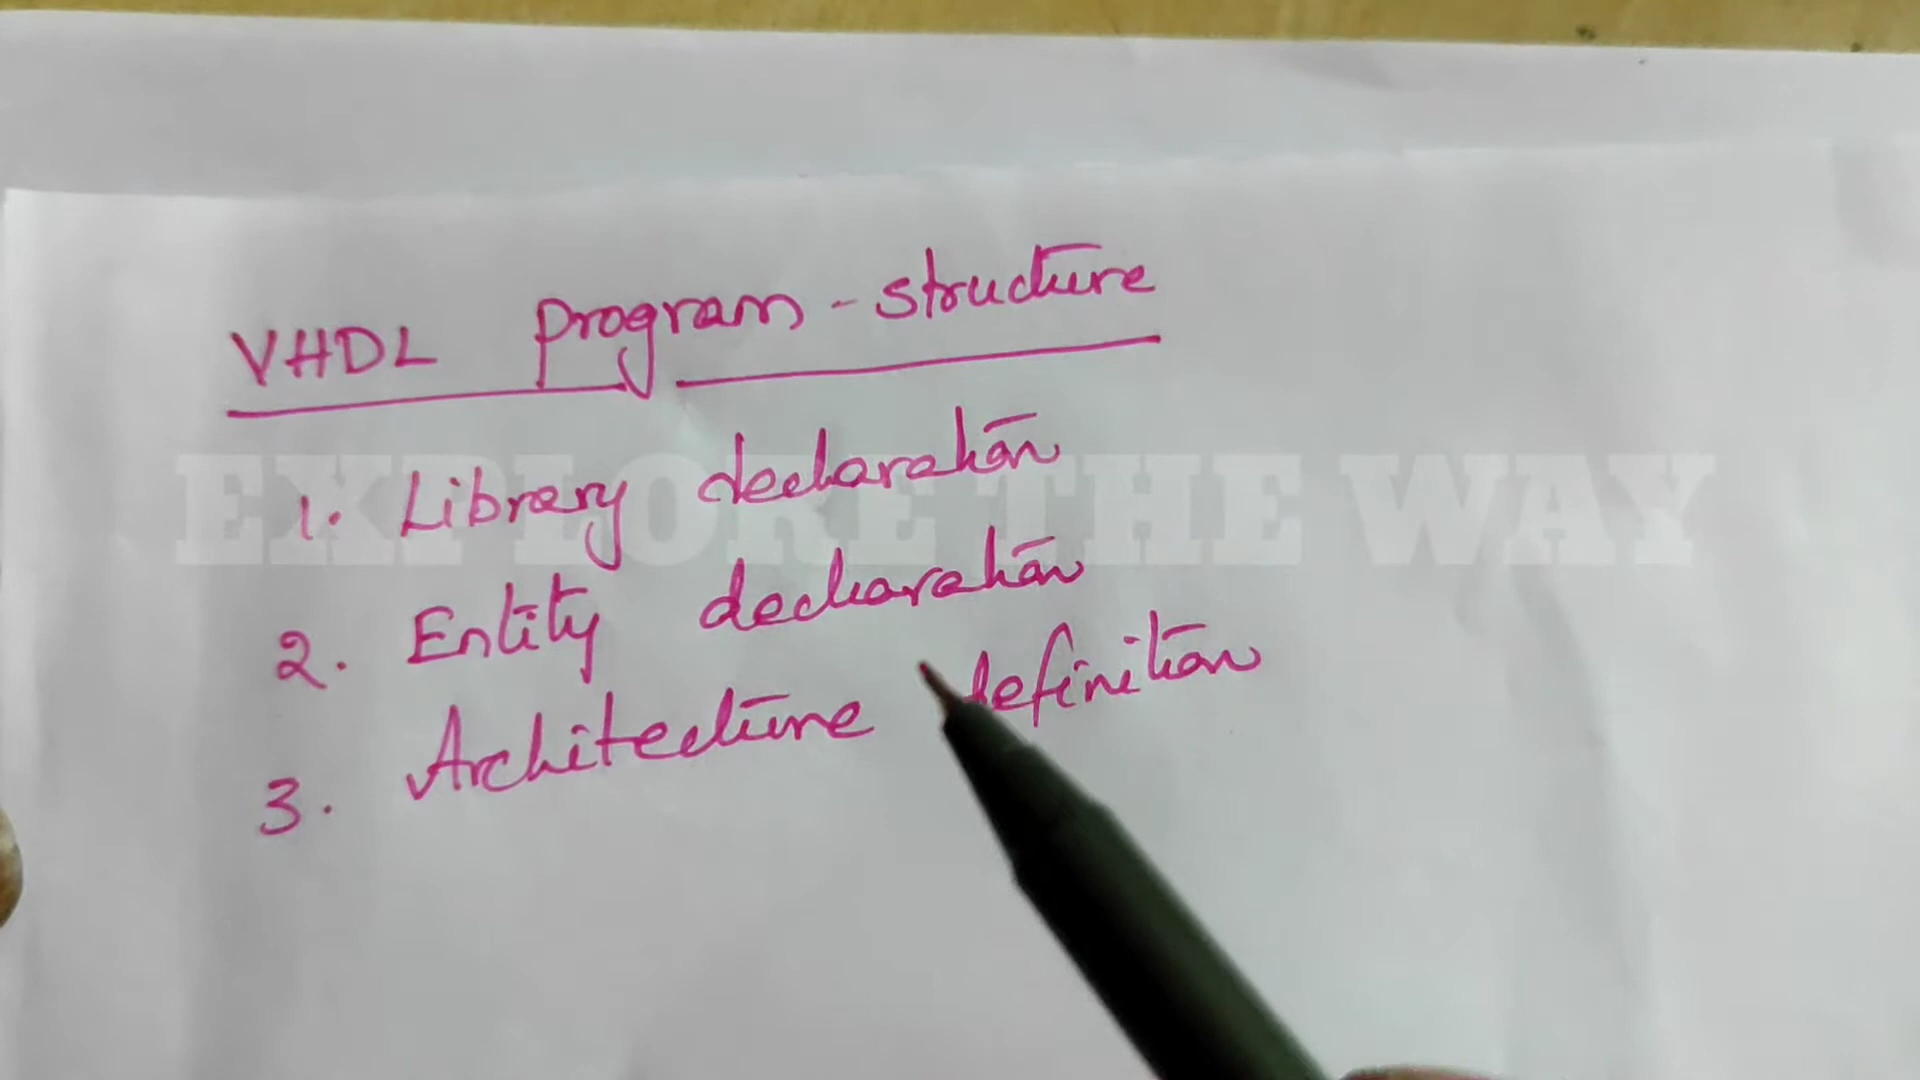 VHDL program - structure
1. Library declaration
EXPLORE THE WAY
2. Entity declaration
3. Architecture definition